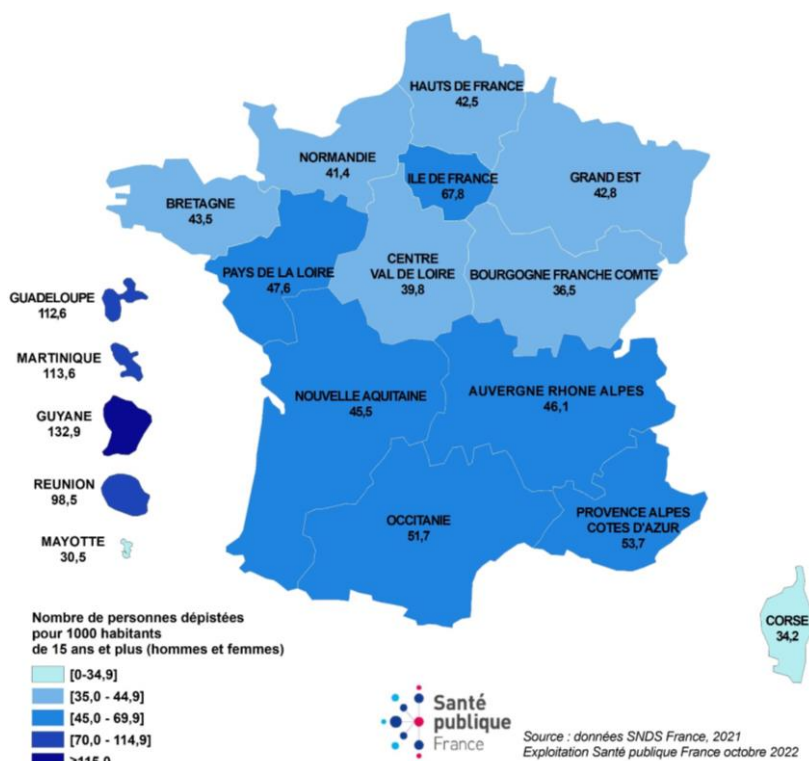 HAUTS DE FRANCE
42,5
NORMANDIE
41,4
ILE DE FRANCE
67,8
GRAND EST
42,8
BRETAGNE
43,5
CENTRE
VAL DE LOIRE
39,8
BOURGOGNE FRANCHE COMTE
36,5
PAYS DE LA LOIRE
47,6
GUADELOUPE
112,6
MARTINIQUE
113,6
GUYANE
132,9
REUNION
98,5
MAYOTTE
30,5
NOUVELLE AQUITAINE
45,5
AUVERGNE RHONE ALPES
46,1
OCCITANIE
51,7
PROVENCE ALPES
COTES D'AZUR
53,7
CORSE
34,2
Nombre de personnes dépistées
pour 1000 habitants
de 15 ans et plus (hommes et femmes)
[0-34,9]
[35,0 - 44,9]
[45,0 - 69,9]
[70,0 - 114,9]
≥115,0
Santé
publique
France
Source : données SNDS France, 2021
Exploitation Santé publique France octobre 2022